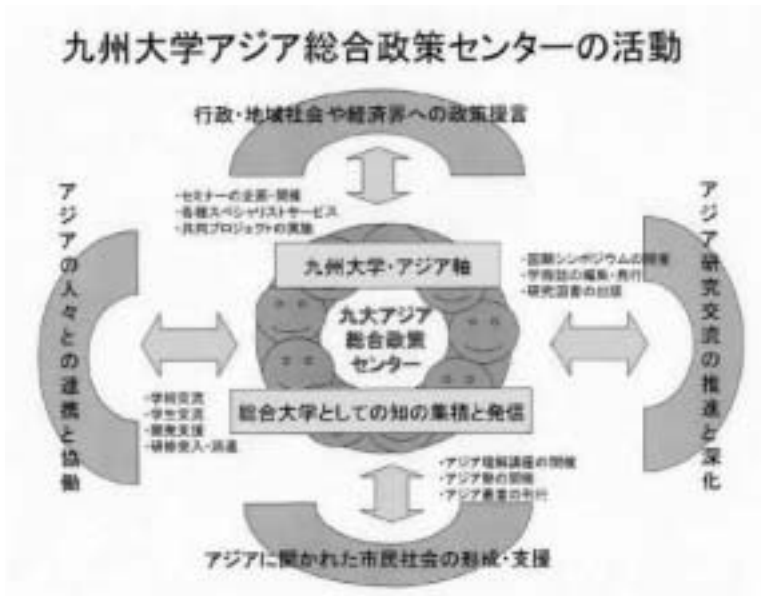 九州大学アジア総合政策センターの活動
行政・地域社会や経済界への政策提言
・セミナーの企画・開催
・各種スペシャリストサービス
・共同プロジェクトの実施
九州大学・アジア軸
・国際シンポジウムの開催
・学術誌の編集・発行
・研究図書の出版
アジアの人々との連携と協働
九大アジア
総合政策
センター
アジア研究交流の推進と深化
・学術交流
・学生交流
・開発支援
・研修受入・派遣
総合大学としての知の集積と発信
・アジア理解講座の開催
・アジア塾の開催
・アジア叢書の刊行
アジアに開かれた市民社会の形成・支援